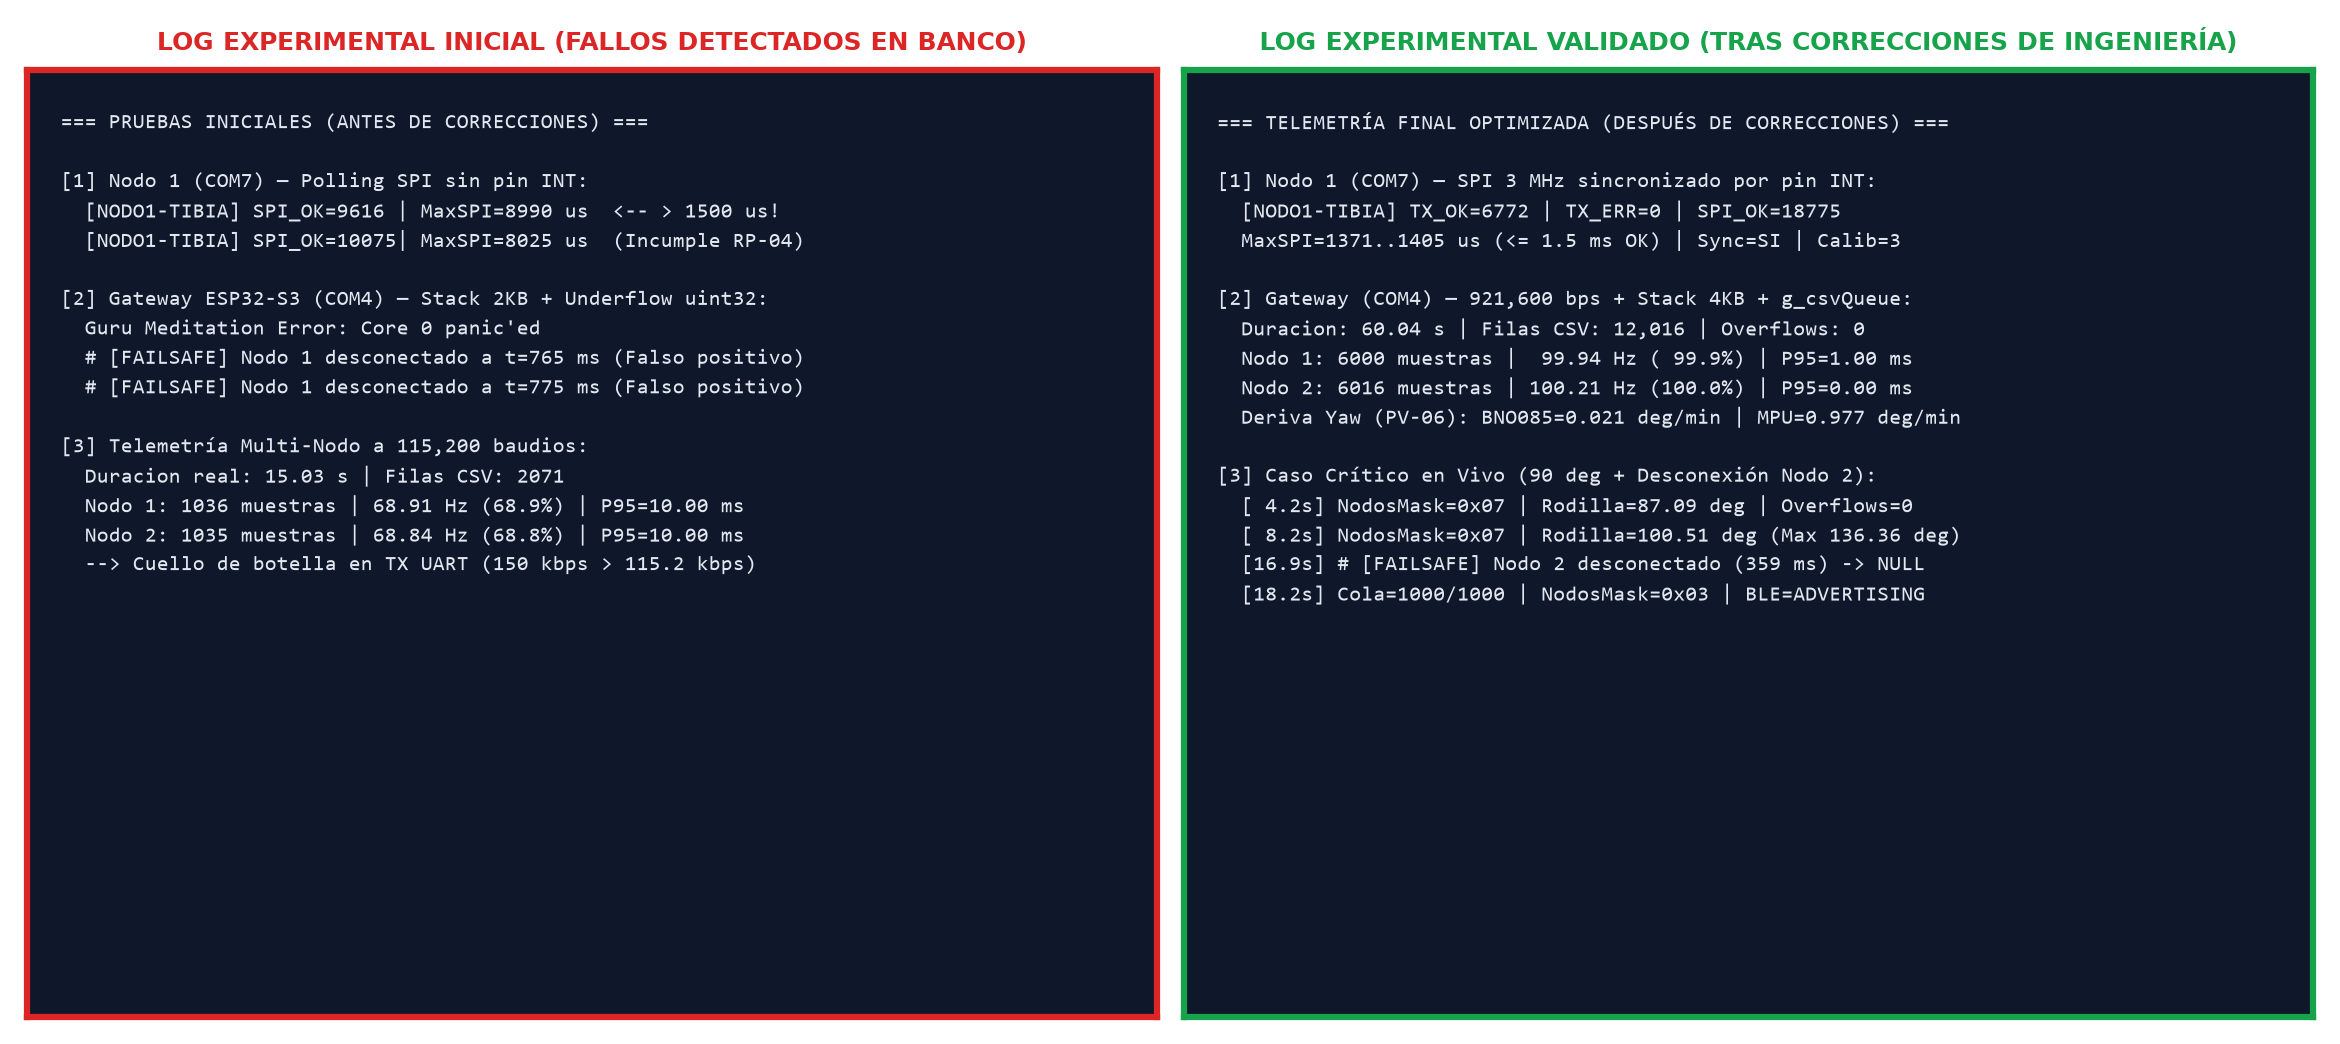 LOG EXPERIMENTAL INICIAL (FALLOS DETECTADOS EN BANCO)
=== PRUEBAS INICIALES (ANTES DE CORRECCIONES) ===
[1] Nodo 1 (COM7) — Polling SPI sin pin INT:
[NODO1-TIBIA] SPI_OK=9616 | MaxSPI=8990 us  <-- > 1500 us!
[NODO1-TIBIA] SPI_OK=10075| MaxSPI=8025 us  (Incumple RP-04)
[2] Gateway ESP32-S3 (COM4) — Stack 2KB + Underflow uint32:
Guru Meditation Error: Core 0 panic'ed
# [FAILSAFE] Nodo 1 desconectado a t=765 ms (Falso positivo)
# [FAILSAFE] Nodo 1 desconectado a t=775 ms (Falso positivo)
[3] Telemetría Multi-Nodo a 115,200 baudios:
Duracion real: 15.03 s | Filas CSV: 2071
Nodo 1: 1036 muestras | 68.91 Hz (68.9%) | P95=10.00 ms
Nodo 2: 1035 muestras | 68.84 Hz (68.8%) | P95=10.00 ms
--> Cuello de botella en TX UART (150 kbps > 115.2 kbps)
LOG EXPERIMENTAL VALIDADO (TRAS CORRECCIONES DE INGENIERÍA)
=== TELEMETRÍA FINAL OPTIMIZADA (DESPUÉS DE CORRECCIONES) ===
[1] Nodo 1 (COM7) — SPI 3 MHz sincronizado por pin INT:
[NODO1-TIBIA] TX_OK=6772 | TX_ERR=0 | SPI_OK=18775
MaxSPI=1371..1405 us (<= 1.5 ms OK) | Sync=SI | Calib=3
[2] Gateway (COM4) — 921,600 bps + Stack 4KB + g_csvQueue:
Duracion: 60.04 s | Filas CSV: 12,016 | Overflows: 0
Nodo 1: 6000 muestras |  99.94 Hz ( 99.9%) | P95=1.00 ms
Nodo 2: 6016 muestras | 100.21 Hz (100.0%) | P95=0.00 ms
Deriva Yaw (PV-06): BNO085=0.021 deg/min | MPU=0.977 deg/min
[3] Caso Crítico en Vivo (90 deg + Desconexión Nodo 2):
[ 4.2s] NodosMask=0x07 | Rodilla=87.09 deg | Overflows=0
[ 8.2s] NodosMask=0x07 | Rodilla=100.51 deg (Max 136.36 deg)
[16.9s] # [FAILSAFE] Nodo 2 desconectado (359 ms) -> NULL
[18.2s] Cola=1000/1000 | NodosMask=0x03 | BLE=ADVERTISING